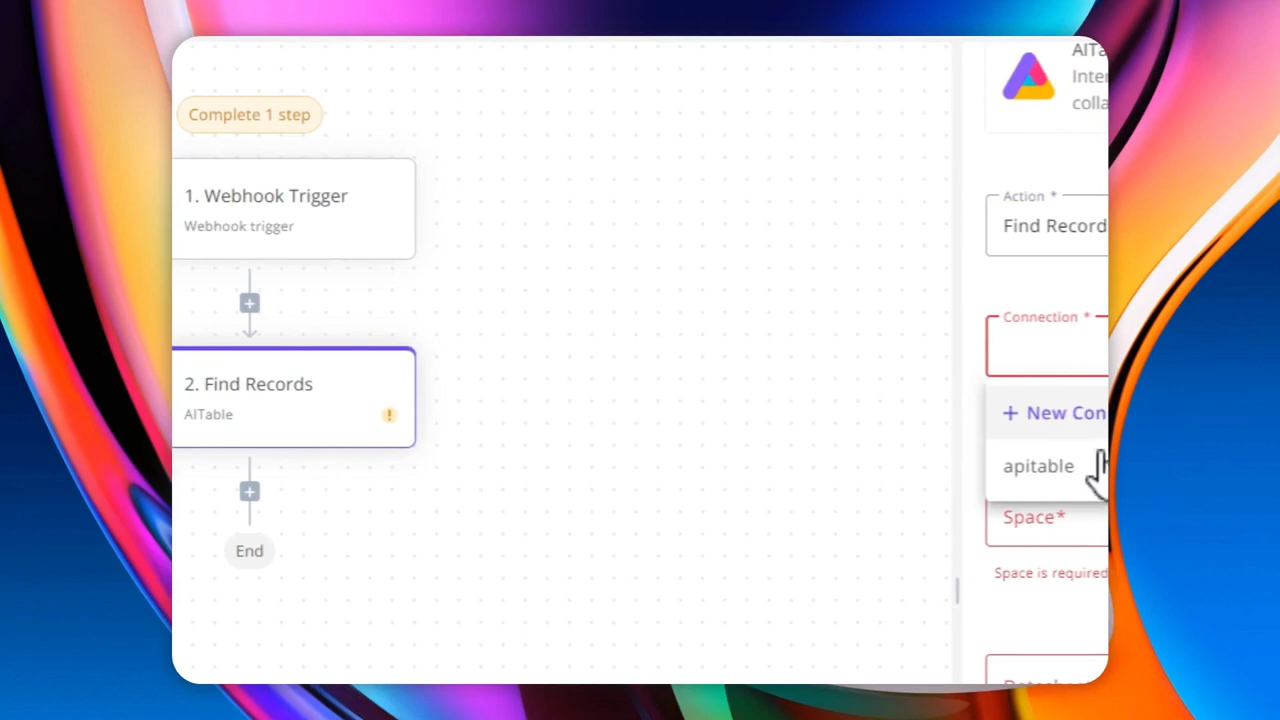 Complete 1 step
1. Webhook Trigger
Webhook trigger
2. Find Records
AITable
!
End
Action *
Find Record
Connection *
+ New Con
apitable
Space*
Space is required